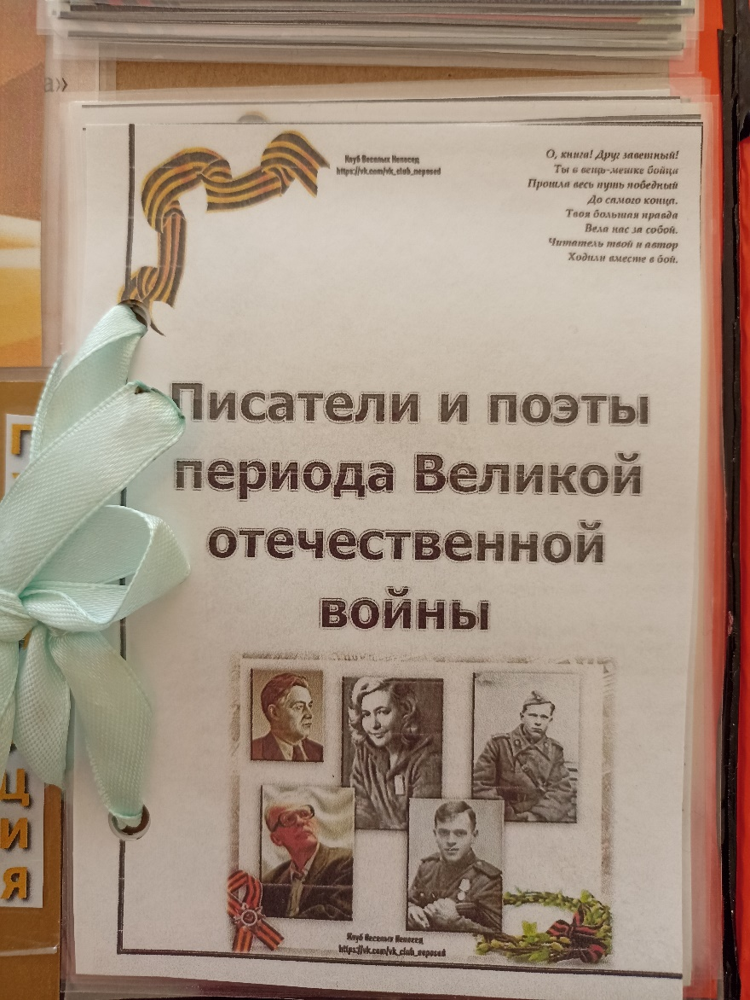 а»
Клуб Веселых Непосед
https://vk.com/vk_club_neposed
О, книга! Друг заветный!
Ты в вещь-мешке бойца
Прошла весь путь победный
До самого конца.
Твоя большая правда
Вела нас за собой.
Читатель твой и автор
Ходили вместе в бой.
Писатели и поэты
периода Великой
отечественной
войны
Клуб Веселых Непосед
https://vk.com/vk_club_neposed
П
Ц
И
Я